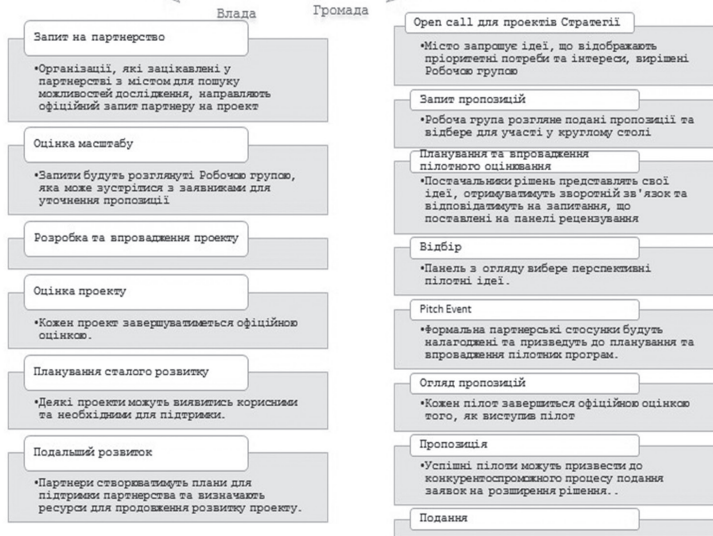 Влада
Запит на партнерство
•Організації, які зацікавлені у
партнерстві з містом для пошуку
можливостей дослідження, направляють
офіційний запит партнеру на проект
Оцінка масштабу
•Запити будуть розглянуті Робочою групою,
яка може зустрітися з заявниками для
уточнення пропозиції
Розробка та впровадження проекту
Оцінка проекту
•Кожен проект завершуватиметься офіційною
оцінкою.
Планування сталого розвитку
•Деякі проекти можуть виявитись корисними
та необхідними для підтримки.
Подальший розвиток
•Партнери створюватимуть плани для
підтримки партнерства та визначають
ресурси для продовження розвитку проекту.
Громада
Open call для проектів Стратегії
•Місто запрошує ідеї, що відображають
пріоритетні потреби та інтереси, вирішені
Робочою групою
Запит пропозицій
•Робоча група розгляне подані пропозиції та
відбере для участі у круглому столі
Планування та впровадження
пілотного оцінювання
•Постачальники рішень представлять свої
ідеї, отримуватимуть зворотній зв'язок та
відповідатимуть на запитання, що
поставлені на панелі рецензування
Відбір
•Панель з огляду вибере перспективні
пілотні ідеї.
Pitch Event
•Формальна партнерські стосунки будуть
налагоджені та призведуть до планування та
впровадження пілотних програм.
Огляд пропозицій
•Кожен пілот завершиться офіційною оцінкою
того, як виступив пілот
Пропозиція
•Успішні пілоти можуть призвести до
конкурентоспроможного процесу подання
заявок на розширення рішення..
Подання